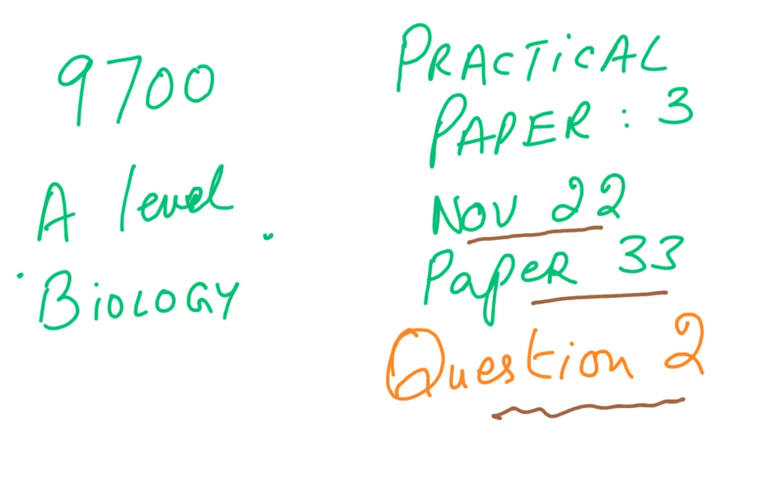 9700
A level
BIOLOGY
PRACTICAL
PAPER: 3
NOV 22
PapeR 33
Question 2